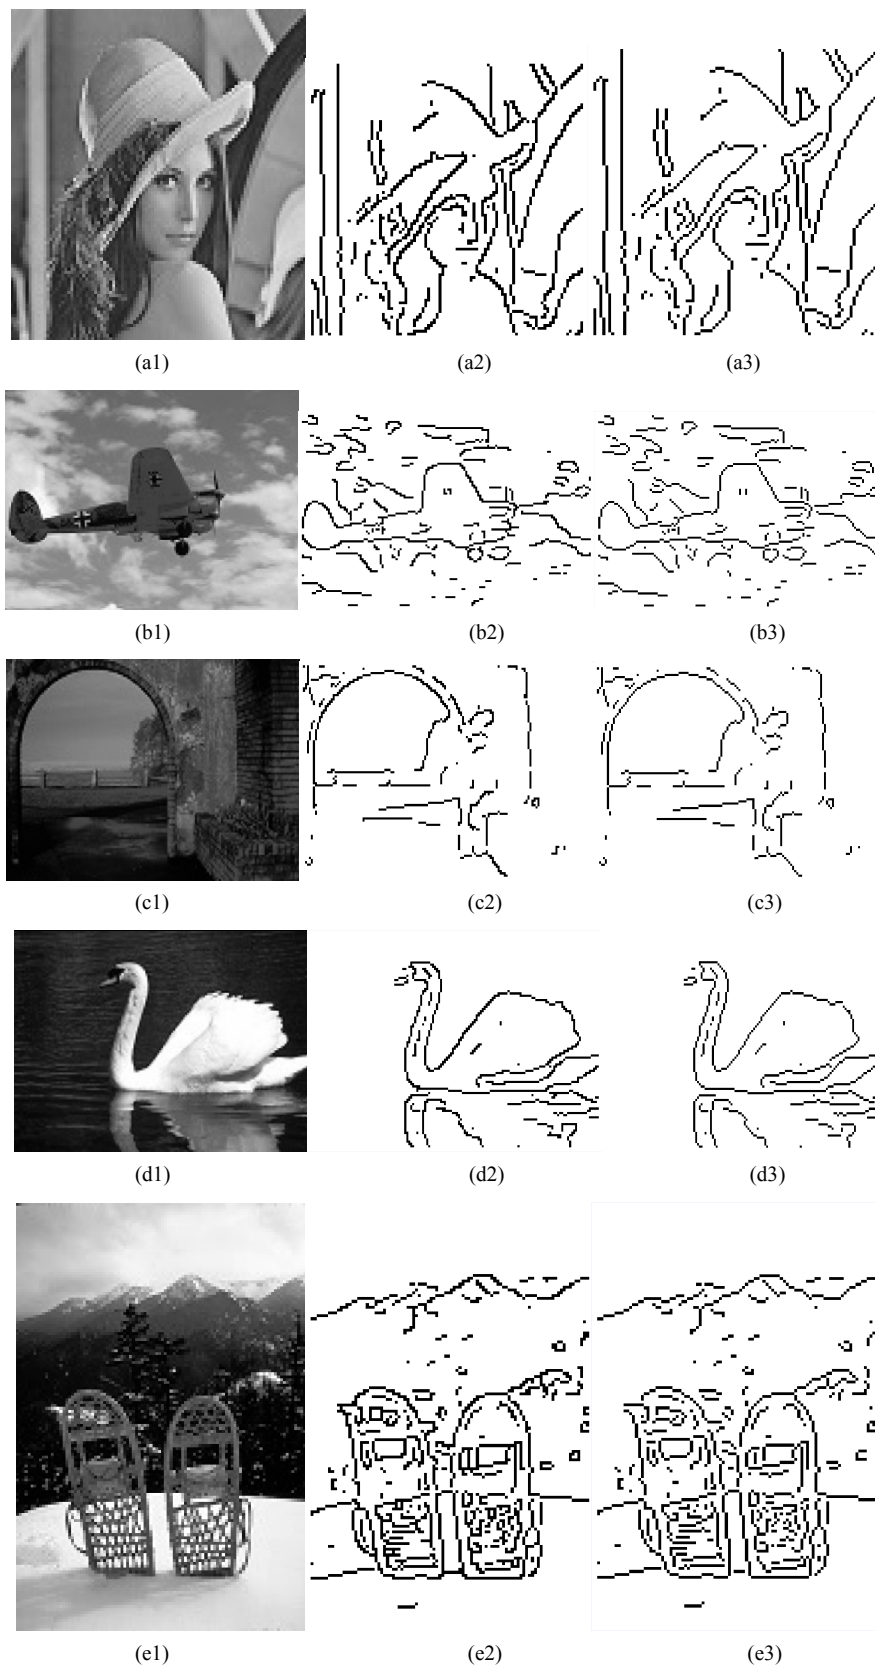 (a1) (a2) (a3)
(b1) (b2) (b3)
(c1) (c2) (c3)
(d1) (d2) (d3)
(e1) (e2) (e3)